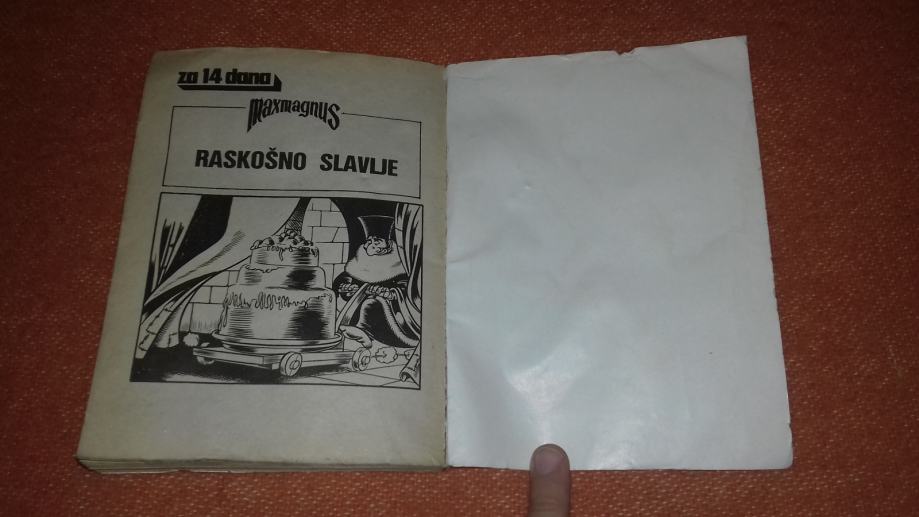 za 14 dana
maxmagnus
RASKOŠNO SLAVLJE